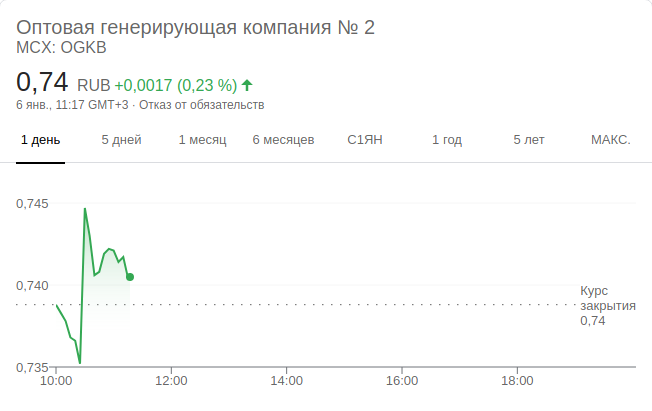 Оптовая генерирующая компания № 2
MCX: OGKB
0,74 RUB +0,0017 (0,23 %)
6 янв., 11:17 GMT+3 · Отказ от обязательств
1 день 5 дней 1 месяц 6 месяцев С1ЯН 1 год 5 лет МАКС.
0,745
0,740
Курс
закрытия
0,74
0,735
10:00 12:00 14:00 16:00 18:00